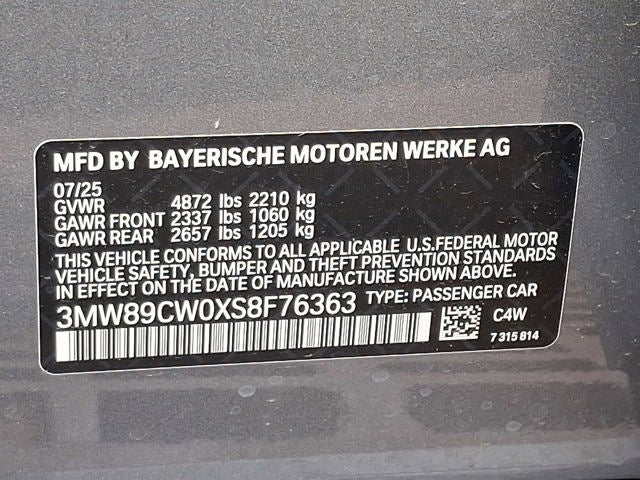 MFD BY BAYERISCHE MOTOREN WERKE AG
07/25
GVWR 4872 lbs 2210 kg
GAWR FRONT 2337 lbs 1060 kg
GAWR REAR 2657 lbs 1205 kg
THIS VEHICLE CONFORMS TO ALL APPLICABLE U.S.FEDERAL MOTOR
VEHICLE SAFETY, BUMPER AND THEFT PREVENTION STANDARDS
IN EFFECT ON THE DATE OF MANUFACTURE SHOWN ABOVE.
3MW89CW0XS8F76363 TYPE: PASSENGER CAR
C4W
7 315 814